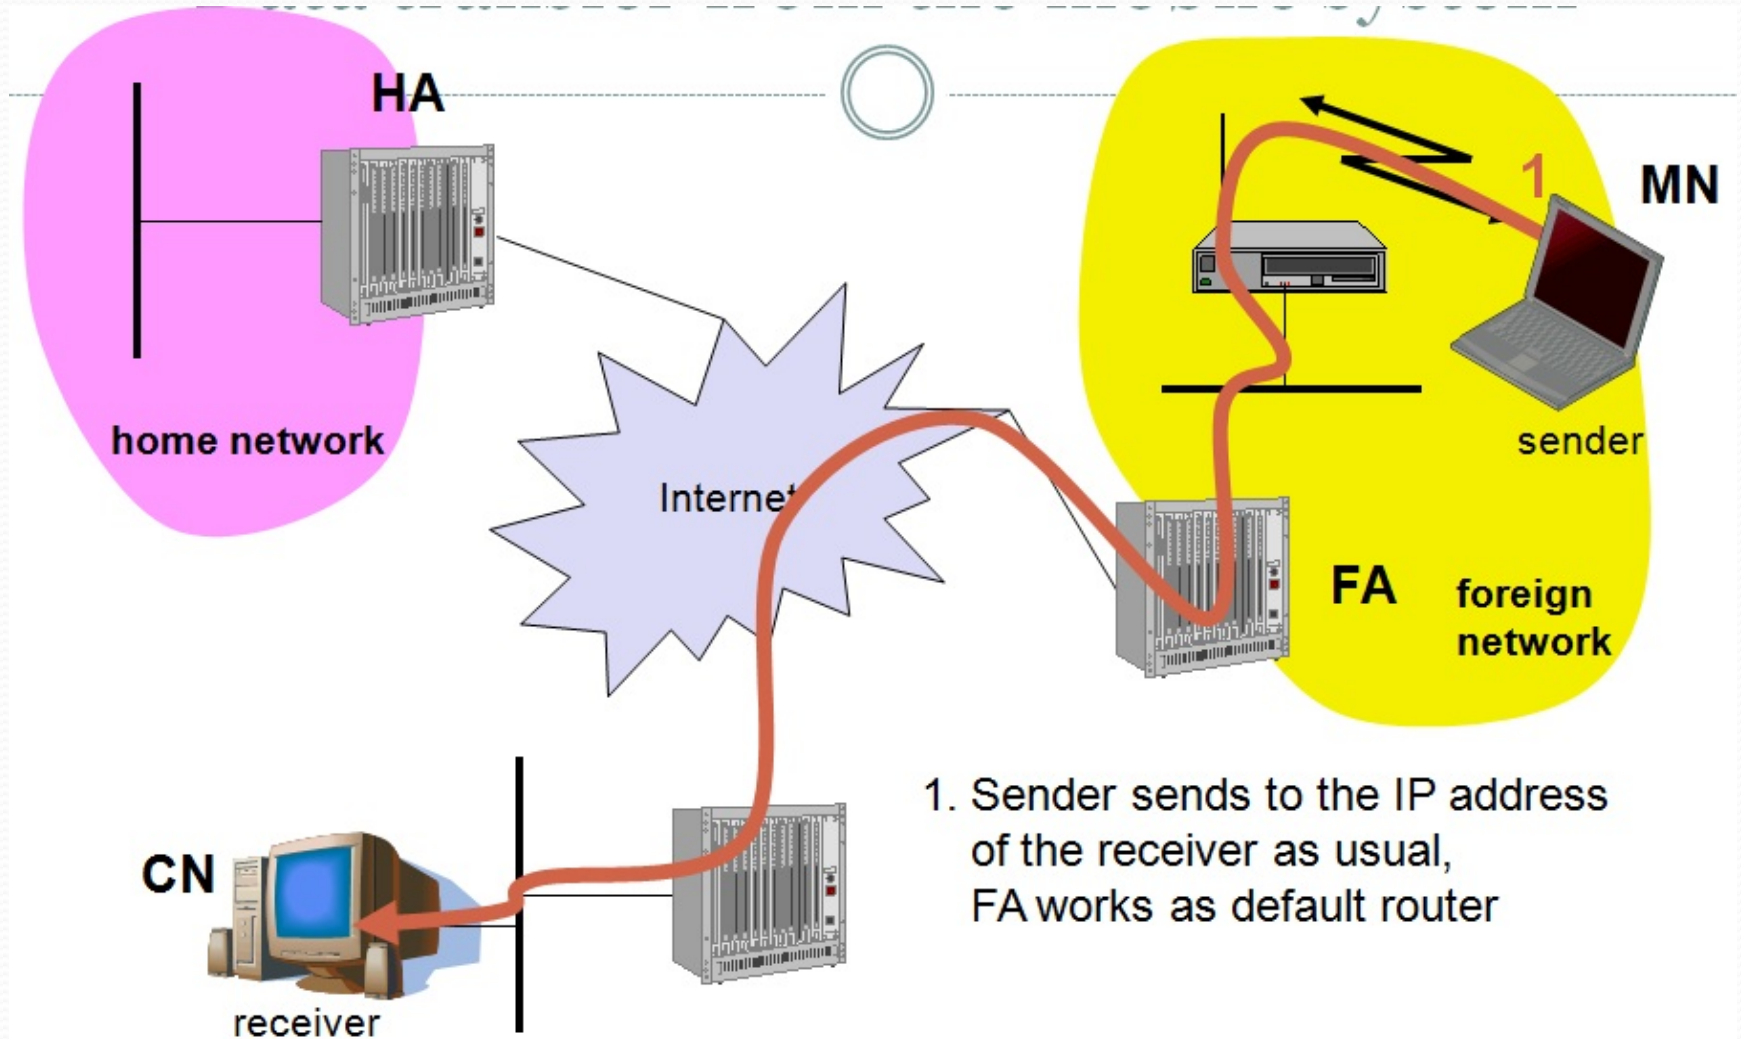 HA
1
MN
home network
sender
Internet
FA
foreign
network
1. Sender sends to the IP address
of the receiver as usual,
FA works as default router
CN
receiver